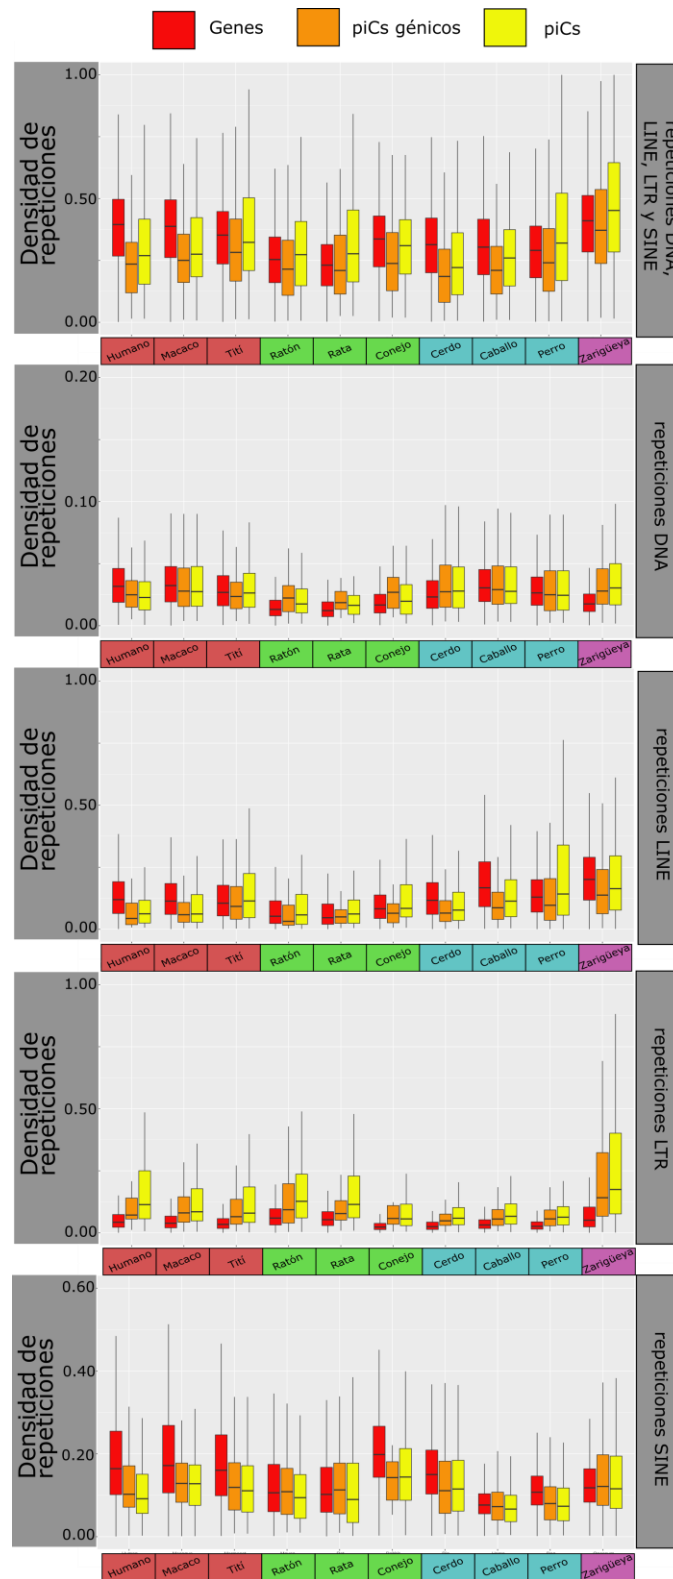 Genes piCs génicos piCs
Densidad de
repeticiones
1.00
0.50
0.00
repeticiones DNA,
LINE, LTR y SINE
Humano Macaco Tití Ratón Rata Conejo Cerdo Caballo Perro Zarigüeya
Densidad de
repeticiones
0.20
0.10
0.00
repeticiones DNA
Humano Macaco Tití Ratón Rata Conejo Cerdo Caballo Perro Zarigüeya
Densidad de
repeticiones
1.00
0.50
0.00
repeticiones LINE
Humano Macaco Tití Ratón Rata Conejo Cerdo Caballo Perro Zarigüeya
Densidad de
repeticiones
1.00
0.50
0.00
repeticiones LTR
Humano Macaco Tití Ratón Rata Conejo Cerdo Caballo Perro Zarigüeya
Densidad de
repeticiones
0.60
0.40
0.20
0.00
repeticiones SINE
Humano Macaco Tití Ratón Rata Conejo Cerdo Caballo Perro Zarigüeya